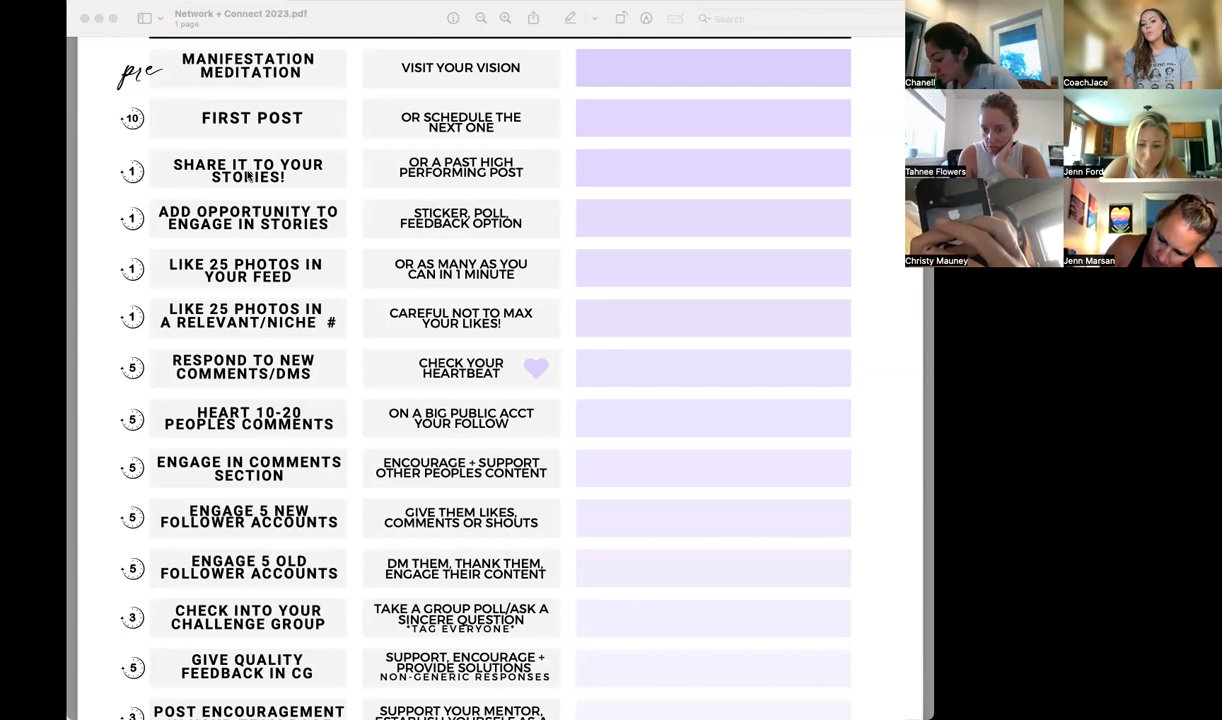 Network + Connect 2023.pdf
1 page
Search
pre
MANIFESTATION
MEDITATION
VISIT YOUR VISION
10
FIRST POST
OR SCHEDULE THE
NEXT ONE
1
SHARE IT TO YOUR
STORIES!
OR A PAST HIGH
PERFORMING POST
1
ADD OPPORTUNITY TO
ENGAGE IN STORIES
STICKER, POLL,
FEEDBACK OPTION
1
LIKE 25 PHOTOS IN
YOUR FEED
OR AS MANY AS YOU
CAN IN 1 MINUTE
1
LIKE 25 PHOTOS IN
A RELEVANT/NICHE #
CAREFUL NOT TO MAX
YOUR LIKES!
5
RESPOND TO NEW
COMMENTS/DMS
CHECK YOUR
HEARTBEAT
5
HEART 10-20
PEOPLES COMMENTS
ON A BIG PUBLIC ACCT
YOUR FOLLOW
5
ENGAGE IN COMMENTS
SECTION
ENCOURAGE + SUPPORT
OTHER PEOPLES CONTENT
5
ENGAGE 5 NEW
FOLLOWER ACCOUNTS
GIVE THEM LIKES,
COMMENTS OR SHOUTS
5
ENGAGE 5 OLD
FOLLOWER ACCOUNTS
DM THEM, THANK THEM,
ENGAGE THEIR CONTENT
3
CHECK INTO YOUR
CHALLENGE GROUP
TAKE A GROUP POLL/ASK A
SINCERE QUESTION
*TAG EVERYONE*
5
GIVE QUALITY
FEEDBACK IN CG
SUPPORT, ENCOURAGE +
PROVIDE SOLUTIONS
NON-GENERIC RESPONSES
3
POST ENCOURAGEMENT
SUPPORT YOUR MENTOR,
ESTABLISH YOURSELF AS A
Chanell
CoachJace
Tahnee Flowers
Jenn Ford
Christy Mauney
Jenn Marsan